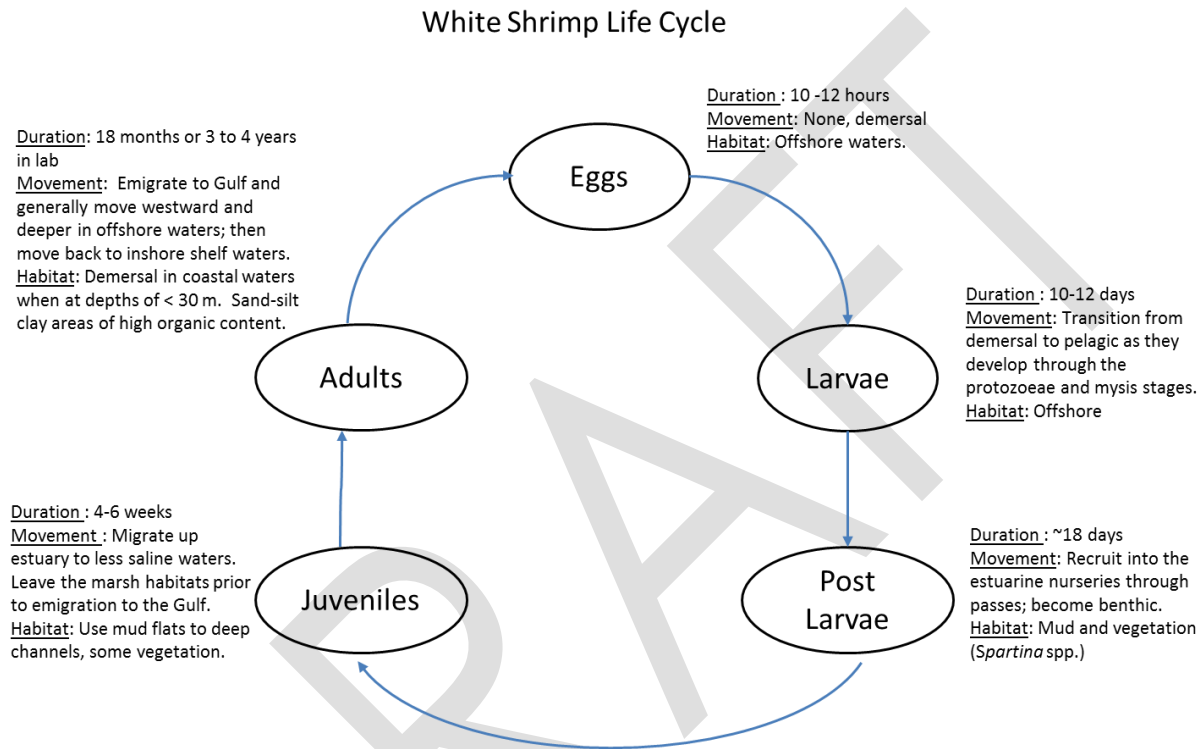 White Shrimp Life Cycle
Duration : 10 -12 hours
Movement: None, demersal
Habitat: Offshore waters.
Eggs
Duration: 18 months or 3 to 4 years
in lab
Movement:  Emigrate to Gulf and
generally move westward and
deeper in offshore waters; then
move back to inshore shelf waters.
Habitat: Demersal in coastal waters
when at depths of < 30 m.  Sand-silt
clay areas of high organic content.
Duration : 10-12 days
Movement: Transition from
demersal to pelagic as they
develop through the
protozoeae and mysis stages.
Habitat: Offshore
Adults
Larvae
Duration : 4-6 weeks
Movement : Migrate up
estuary to less saline waters.
Leave the marsh habitats prior
to emigration to the Gulf.
Habitat: Use mud flats to deep
channels, some vegetation.
Juveniles
Post
Larvae
Duration : ~18 days
Movement: Recruit into the
estuarine nurseries through
passes; become benthic.
Habitat: Mud and vegetation
(Spartina spp.)
DRAFT